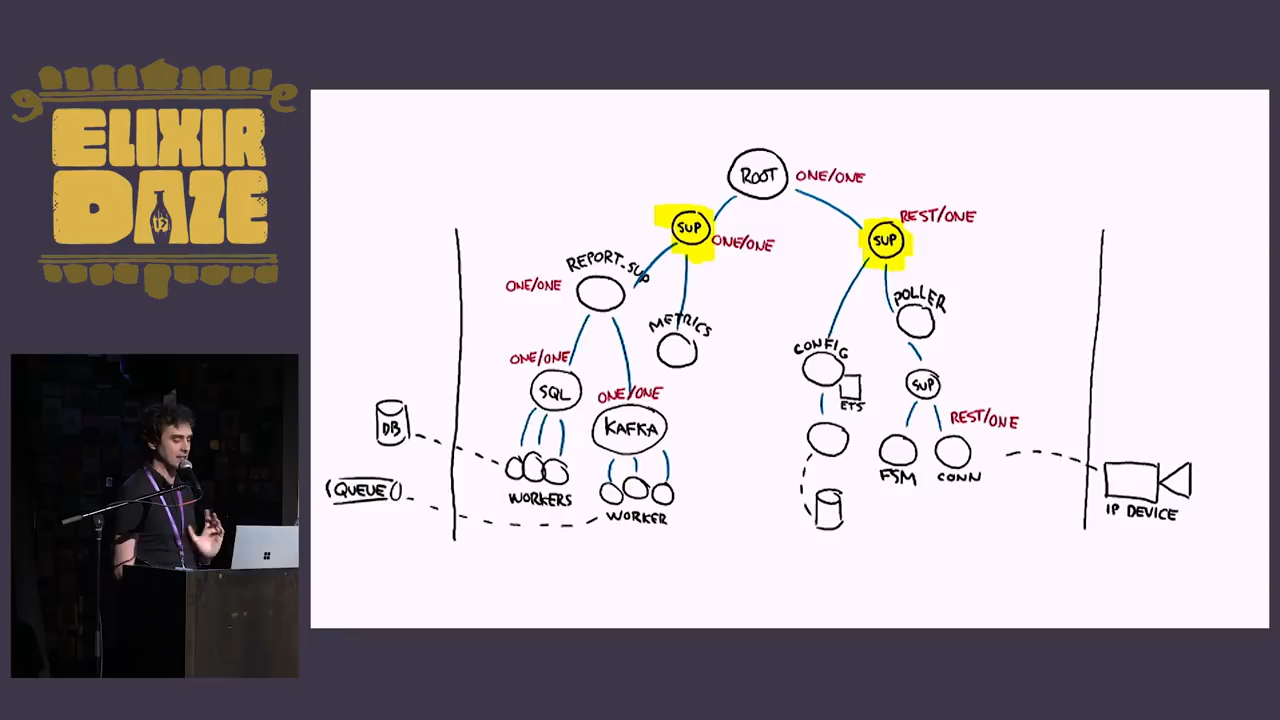 ELIXIR
DAZE
ROOT
ONE/ONE
SUP
ONE/ONE
SUP
REST/ONE
REPORT_SUP
ONE/ONE
METRICS
POLLER
CONFIG
ETS
ONE/ONE
SQL
ONE/ONE
KAFKA
SUP
REST/ONE
DB
WORKERS
QUEUE
WORKER
FSM
CONN
IP DEVICE